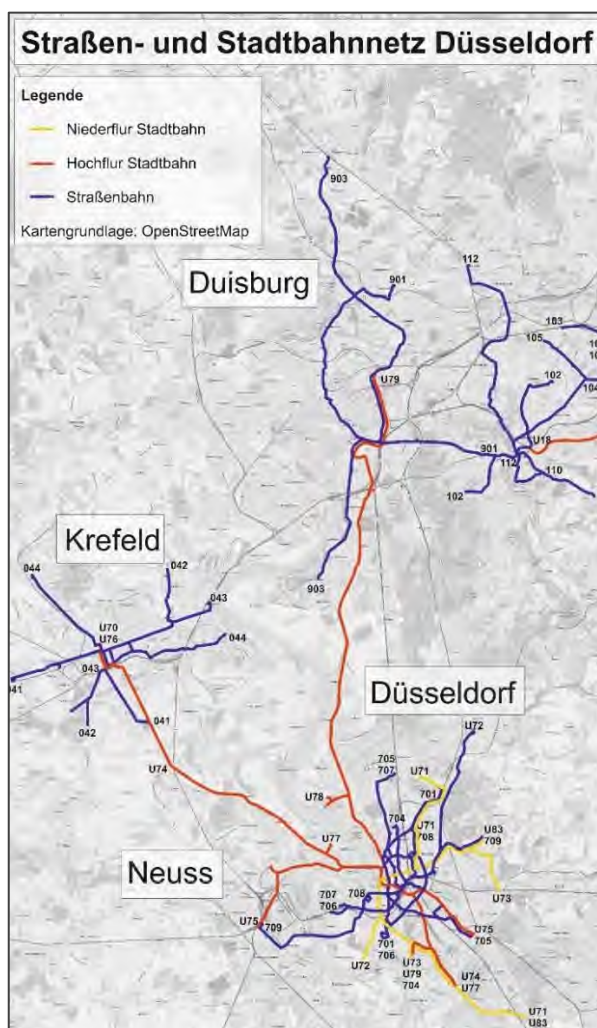 Straßen- und Stadtbahnnetz Düsseldorf
Legende
Niederflur Stadtbahn
Hochflur Stadtbahn
Straßenbahn
Kartengrundlage: OpenStreetMap
903
Duisburg
901
112
103
105
102
104
U79
U18
901
112
110
102
903
Krefeld
044
042
043
U70
U76
044
043
041
041
042
U74
Düsseldorf
U72
705
707
U71
701
U78
704
U71
708
U83
709
U77
Neuss
U73
707
706
708
U75
709
U75
705
701
706
U72
U73
U79
704
U74
U77
U71
U83